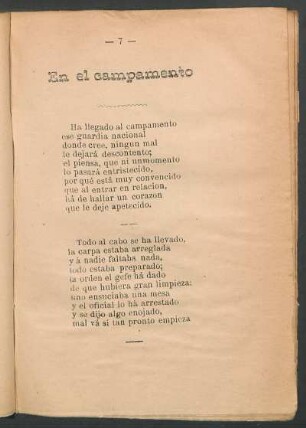 — 7 —
En el campamento
Ha llegado al campamento
ese guardia nacional
donde cree, ningun mal
le dejará descontento;
el piensa, que ni unmomento
lo pasará entristecido,
por qué está muy convencido
que al entrar en relacion,
há de hallar un corazon
que le deje apetecido.
Todo al cabo se ha llevado,
la carpa estaba arreglada
y á nadie faltaba nada,
todo estaba preparado;
la orden el gefe há dado
de que hubiera gran limpieza;
uno ensuciaba una mesa
y el oficial lo há arrestado
y se dijo algo enojado,
mal vá si tan pronto empieza